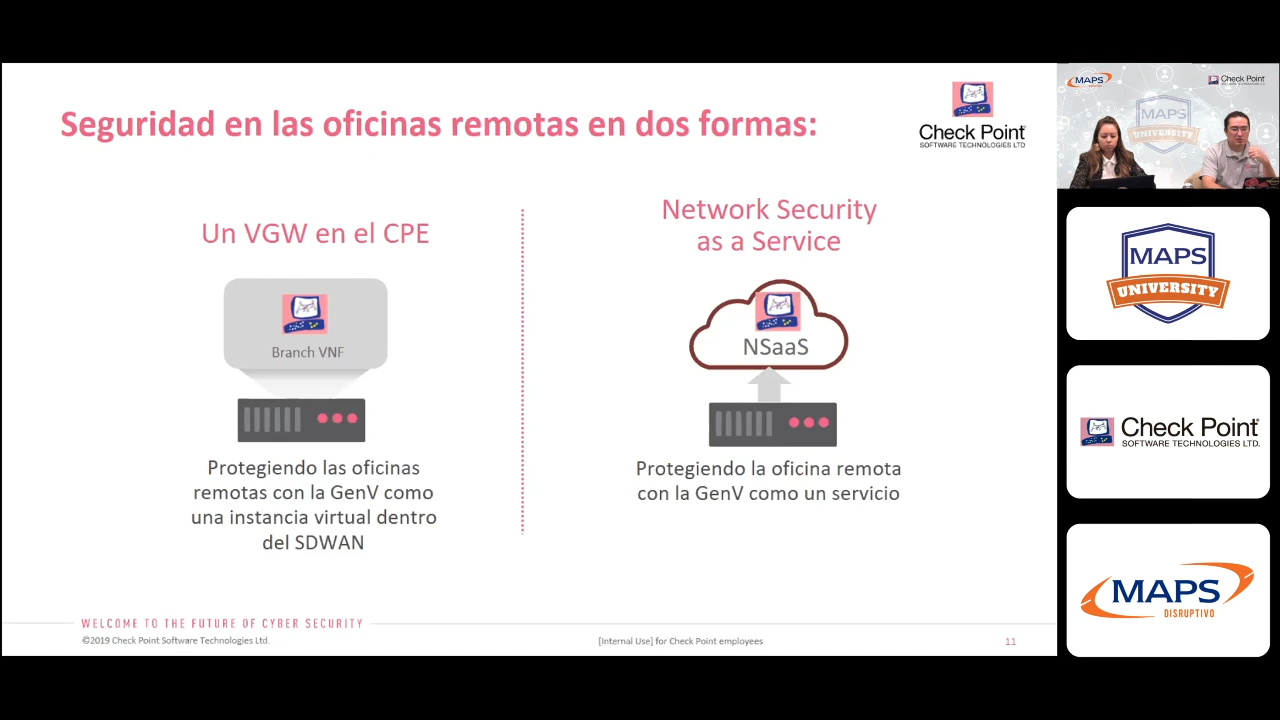 Seguridad en las oficinas remotas en dos formas:
Check Point
SOFTWARE TECHNOLOGIES LTD
Un VGW en el CPE
Branch VNF
Protegiendo las oficinas
remotas con la GenV como
una instancia virtual dentro
del SDWAN
Network Security
as a Service
NSaaS
Protegiendo la oficina remota
con la GenV como un servicio
WELCOME TO THE FUTURE OF CYBER SECURITY
©2019 Check Point Software Technologies Ltd.
[Internal Use] for Check Point employees
11
MAPS
Check Point
MAPS
UNIVERSITY
MAPS
UNIVERSITY
Check Point
SOFTWARE TECHNOLOGIES LTD.
MAPS
DISRUPTIVO